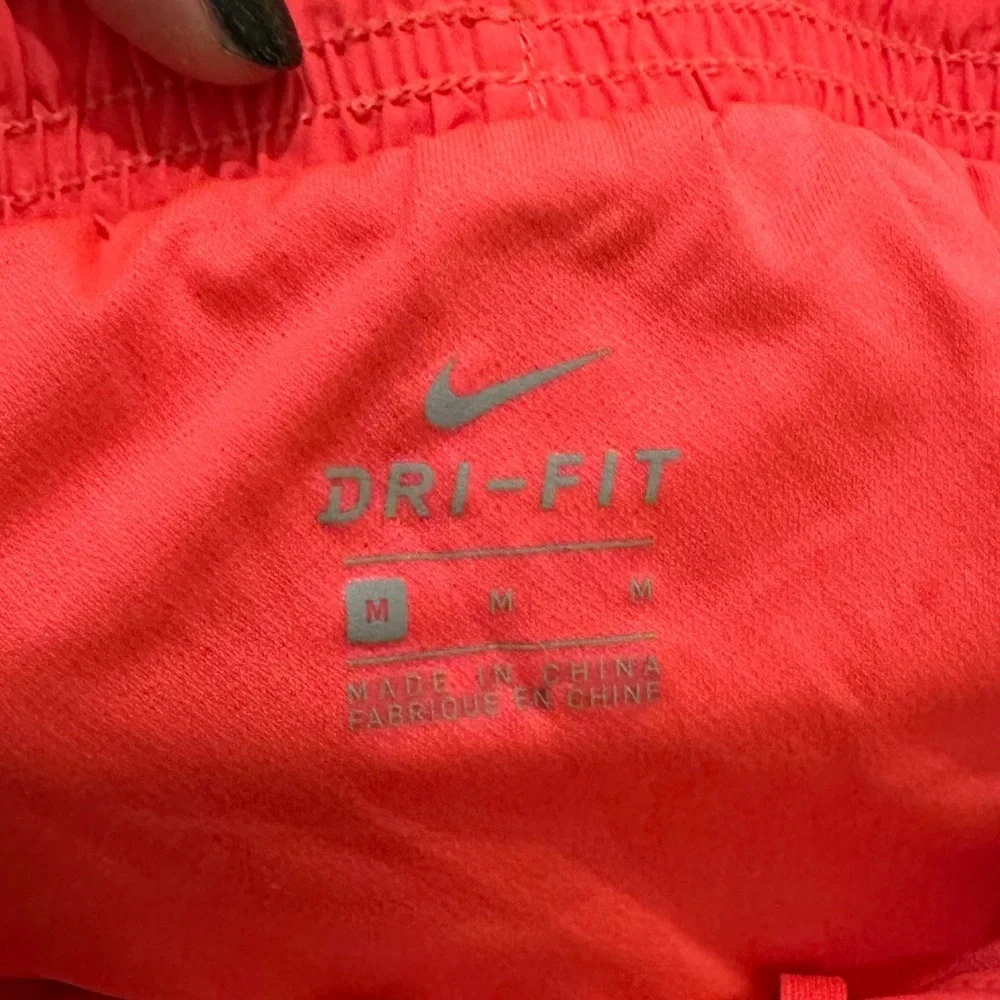 DRI-FIT
M M M
MADE IN CHINA
FABRIQUE EN CHINE